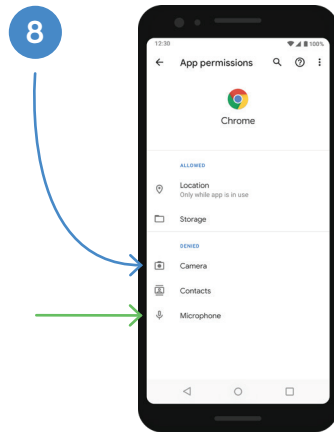 8
12:30
100%
App permissions
Chrome
ALLOWED
Location
Only while app is in use
Storage
DENIED
Camera
Contacts
Microphone